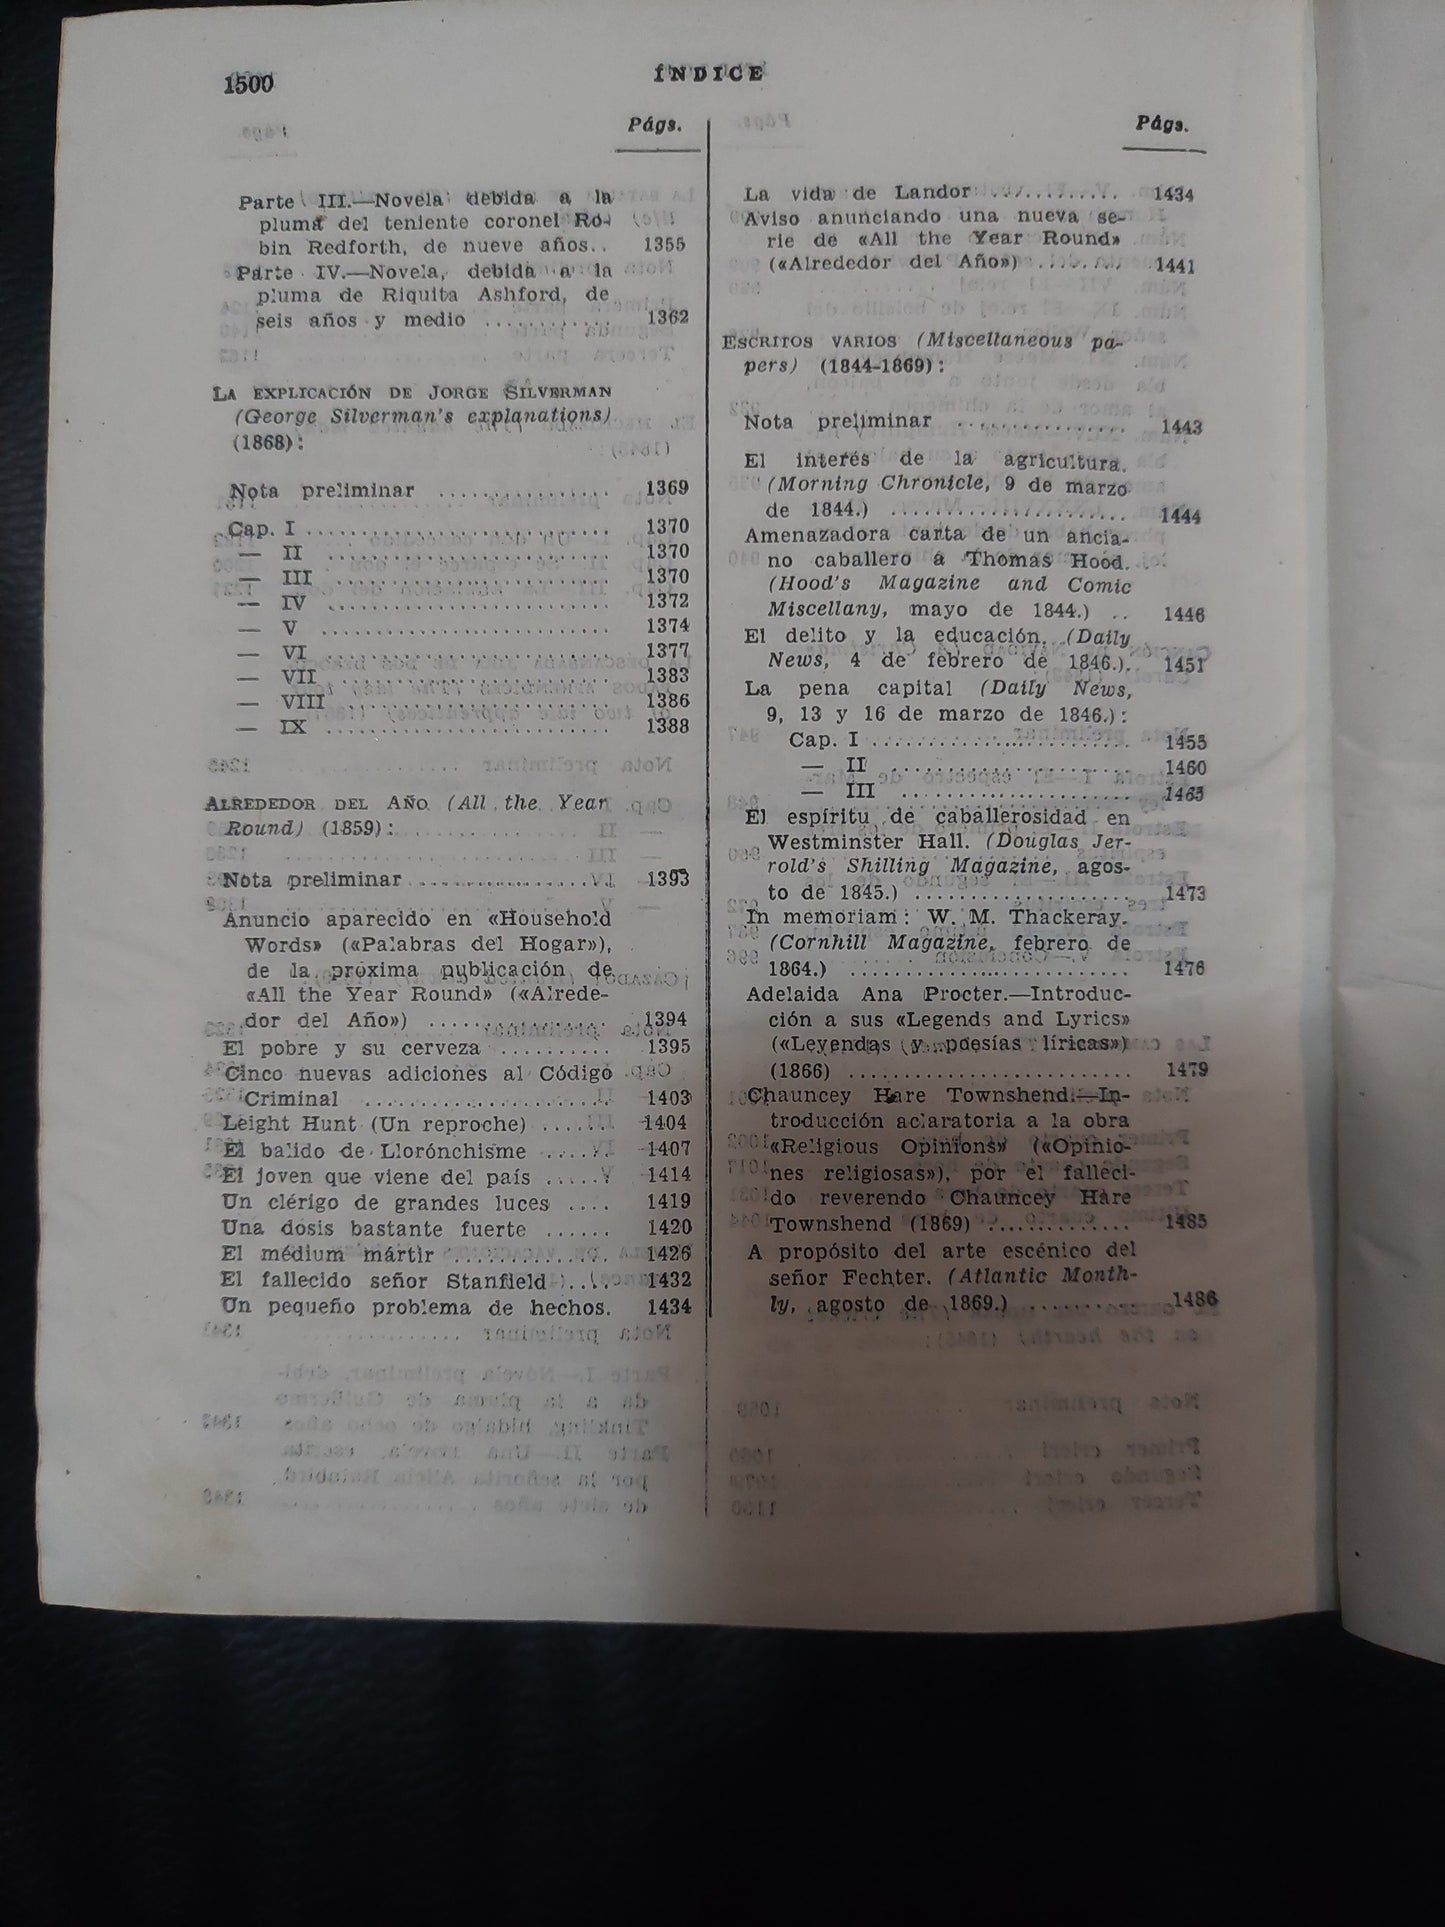 1500
ÍNDICE
Págs.
Parte III.—Novela debida a la
pluma del teniente coronel Ro-
bin Redforth, de nueve años.. 1355
Parte IV.—Novela, debida a la
pluma de Riquita Ashford, de
seis años y medio ............ 1362
LA EXPLICACIÓN DE JORGE SILVERMAN
(George Silverman's explanations)
(1868):
Nota preliminar ................ 1369
Cap. I ............................ 1370
— II .......................... 1370
— III ......................... 1370
— IV .......................... 1372
— V ........................... 1374
— VI .......................... 1377
— VII ......................... 1383
— VIII ........................ 1386
— IX .......................... 1388
ALREDEDOR DEL AÑO (All the Year
Round) (1859):
Nota preliminar .................. 1393
Anuncio aparecido en «Household
Words» («Palabras del Hogar»),
de la próxima publicación de
«All the Year Round» («Alrede-
dor del Año») ................ 1394
El pobre y su cerveza .......... 1395
Cinco nuevas adiciones al Código
Criminal ...................... 1403
Leight Hunt (Un reproche) ....... 1404
El balido de Llorónchisme ...... 1407
El joven que viene del país ..... 1414
Un clérigo de grandes luces .... 1419
Una dosis bastante fuerte ...... 1420
El médium mártir .............. 1426
El fallecido señor Stanfield ..... 1432
Un pequeño problema de hechos. 1434
Págs.
La vida de Landor .............. 1434
Aviso anunciando una nueva se-
rie de «All the Year Round»
(«Alrededor del Año») ........ 1441
ESCRITOS VARIOS (Miscellaneous pa-
pers) (1844-1869):
Nota preliminar ................ 1443
El interés de la agricultura.
(Morning Chronicle, 9 de marzo
de 1844.) ...................... 1444
Amenazadora carta de un ancia-
no caballero a Thomas Hood.
(Hood's Magazine and Comic
Miscellany, mayo de 1844.) .. 1446
El delito y la educación. (Daily
News, 4 de febrero de 1846.). 1451
La pena capital (Daily News,
9, 13 y 16 de marzo de 1846.):
Cap. I ........................ 1455
— II ...................... 1460
— III ..................... 1465
El espíritu de caballerosidad en
Westminster Hall. (Douglas Jer-
rold's Shilling Magazine, agos-
to de 1845.) .................... 1473
In memoriam: W. M. Thackeray.
(Cornhill Magazine, febrero de
1864.) .......................... 1476
Adelaida Ana Procter.—Introduc-
ción a sus «Legends and Lyrics»
(«Leyendas y poesías líricas»)
(1866) .......................... 1479
Chauncey Hare Townshend.—In-
troducción aclaratoria a la obra
«Religious Opinions» («Opinio-
nes religiosas»), por el falleci-
do reverendo Chauncey Hare
Townshend (1869) .............. 1485
A propósito del arte escénico del
señor Fechter. (Atlantic Month-
ly, agosto de 1869.) .......... 1486